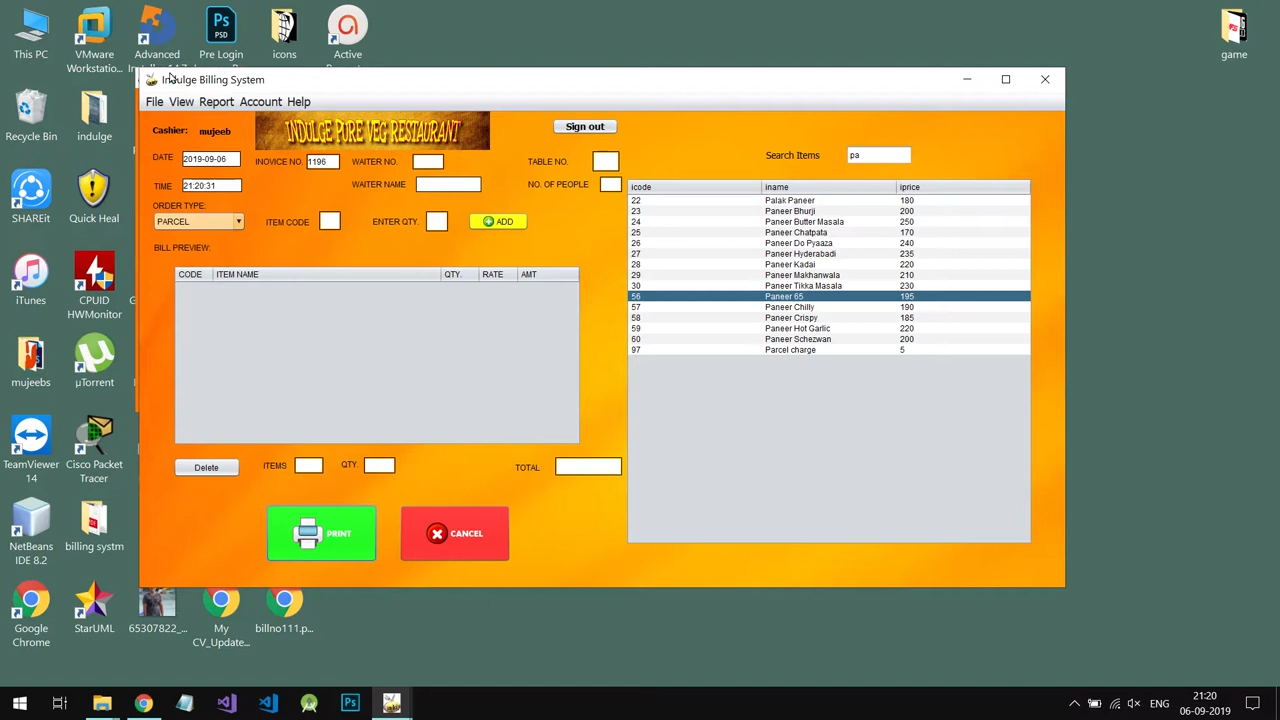 This PC
VMware
Workstatio...
Advanced
Pre Login
icons
Active
game
Indulge Billing System
File View Report Account Help
Recycle Bin
indulge
Cashier: mujeeb
INDULGE PURE VEG RESTAURANT
Sign out
DATE 2019-09-06
INOVICE NO. 1196
WAITER NO.
TABLE NO.
Search Items pa
TIME 21:20:31
WAITER NAME
NO. OF PEOPLE
ORDER TYPE:
PARCEL
ITEM CODE
ENTER QTY.
ADD
BILL PREVIEW:
CODE ITEM NAME QTY. RATE AMT
icode iname iprice
22 Palak Paneer 180
23 Paneer Bhurji 200
24 Paneer Butter Masala 250
25 Paneer Chatpata 170
26 Paneer Do Pyaaza 240
27 Paneer Hyderabadi 235
28 Paneer Kadai 220
29 Paneer Makhanwala 210
30 Paneer Tikka Masala 230
56 Paneer 65 195
57 Paneer Chilly 190
58 Paneer Crispy 185
59 Paneer Hot Garlic 220
60 Paneer Schezwan 200
97 Parcel charge 5
Delete
ITEMS
QTY.
TOTAL
PRINT
CANCEL
SHAREit
Quick Heal
iTunes
CPUID
HWMonitor
mujeebs
µTorrent
TeamViewer
14
Cisco Packet
Tracer
NetBeans
IDE 8.2
billing systm
Google
Chrome
StarUML
65307822_...
My
CV_Update...
billno111.p...
Ps
PSD
Ps
ENG
21:20
06-09-2019